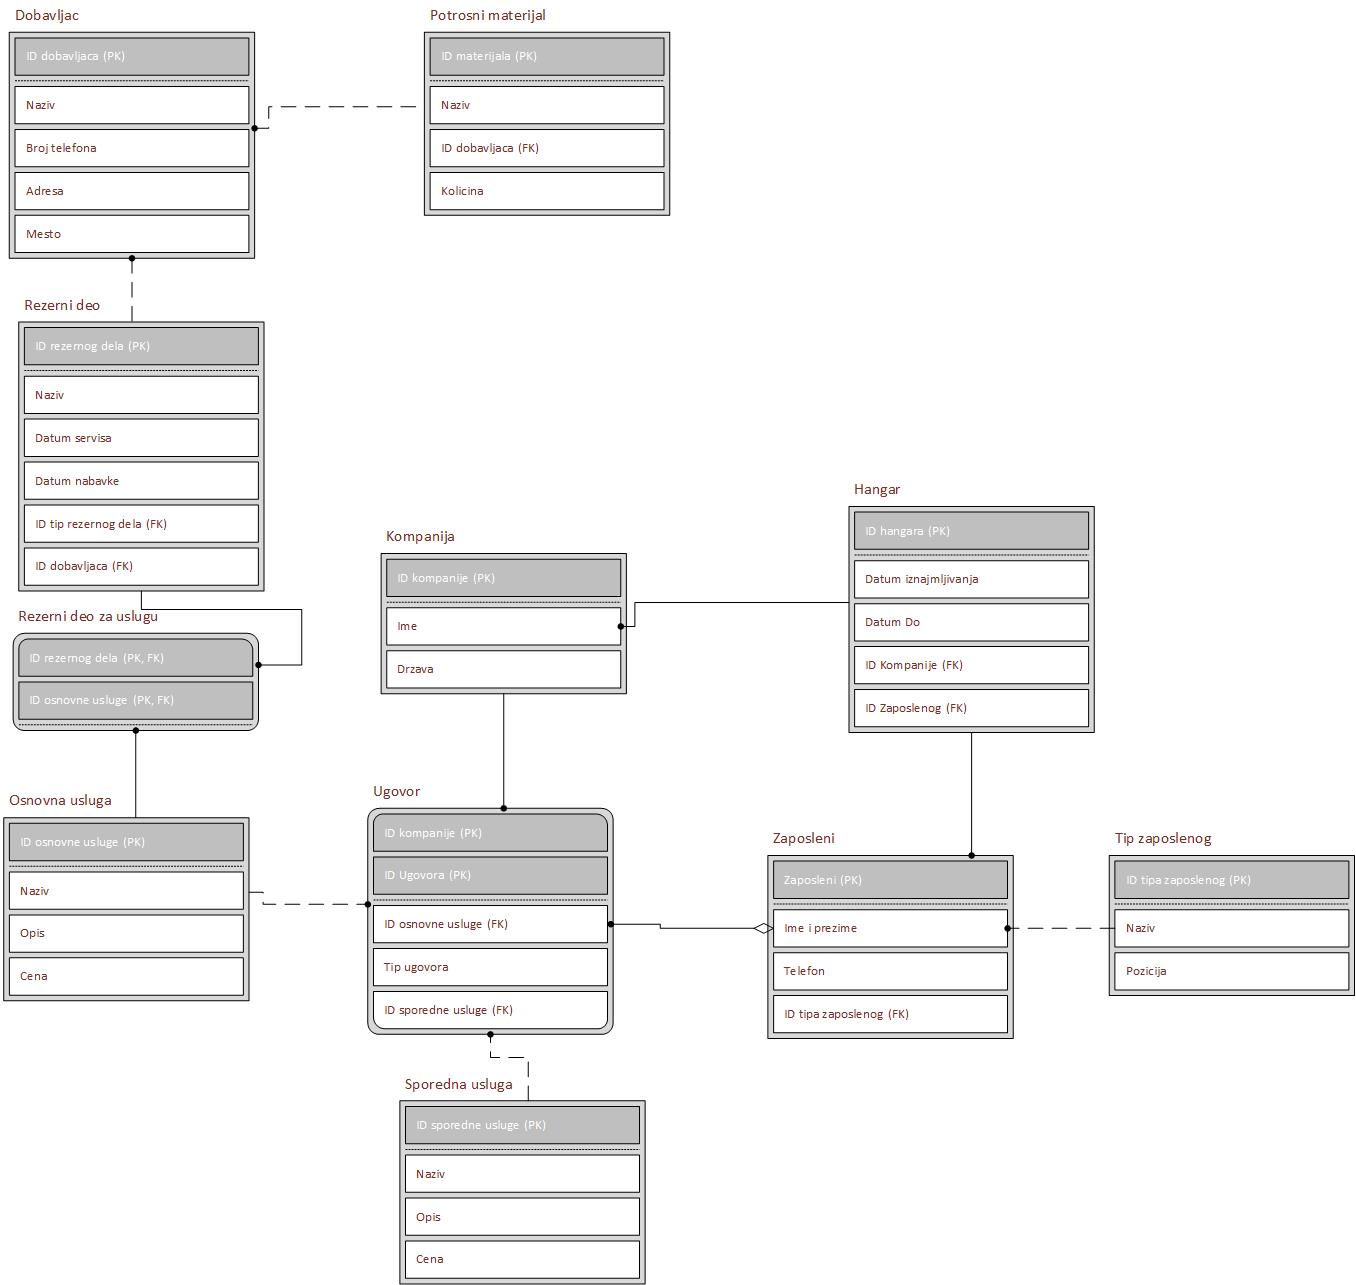 Dobavljac
ID dobavljaca (PK)
Naziv
Broj telefona
Adresa
Mesto
Potrosni materijal
ID materijala (PK)
Naziv
ID dobavljaca (FK)
Kolicina
Rezerni deo
ID rezernog dela (PK)
Naziv
Datum servisa
Datum nabavke
ID tip rezernog dela (FK)
ID dobavljaca (FK)
Rezerni deo za uslugu
ID rezernog dela (PK, FK)
ID osnovne usluge (PK, FK)
Kompanija
ID kompanije (PK)
Ime
Drzava
Hangar
ID hangara (PK)
Datum iznajmljivanja
Datum Do
ID Kompanije (FK)
ID Zaposlenog (FK)
Osnovna usluga
ID osnovne usluge (PK)
Naziv
Opis
Cena
Ugovor
ID kompanije (PK)
ID Ugovora (PK)
ID osnovne usluge (FK)
Tip ugovora
ID sporedne usluge (FK)
Zaposleni
Zaposleni (PK)
Ime i prezime
Telefon
ID tipa zaposlenog (FK)
Tip zaposlenog
ID tipa zaposlenog (PK)
Naziv
Pozicija
Sporedna usluga
ID sporedne usluge (PK)
Naziv
Opis
Cena